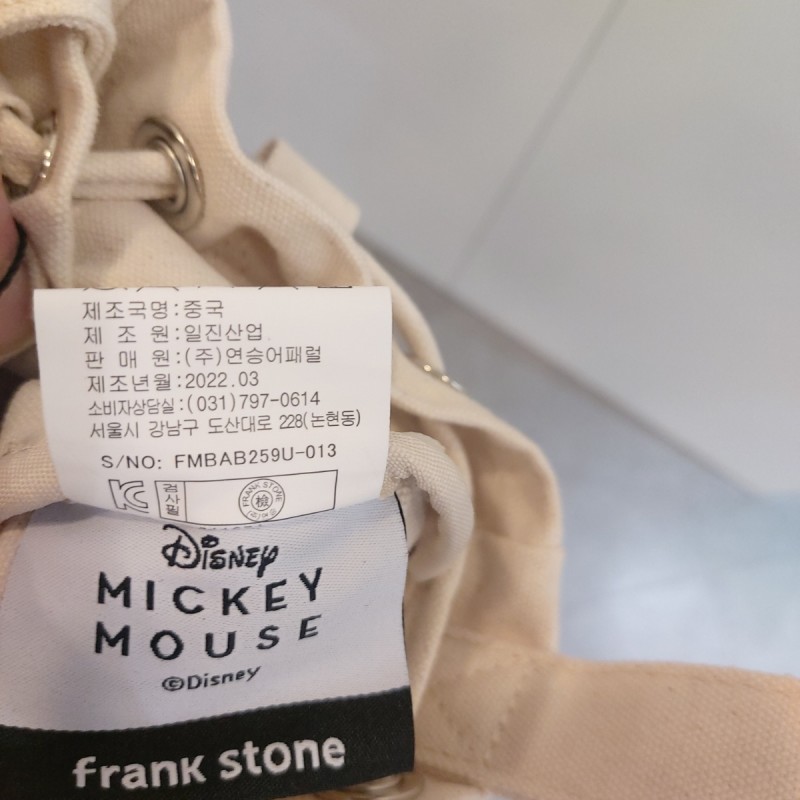 제조국명:중국
제 조 원:일진산업
판 매 원:(주)연승어패럴
제조년월:2022.03
소비자상담실:(031)797-0614
서울시 강남구 도산대로 228(논현동)
S/NO: FMBAB259U-013
KC 검사필 FRANK STONE 檢
Disney
MICKEY
MOUSE
©Disney
frank stone